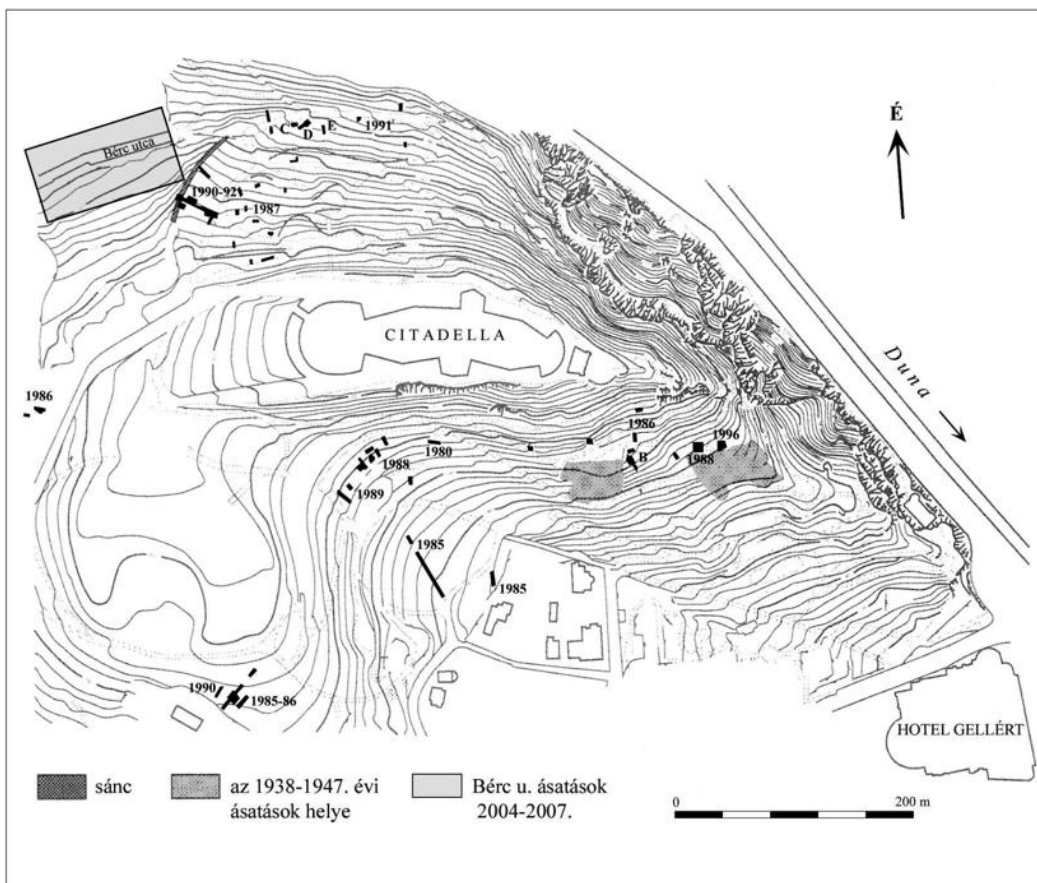 É
Bérc utca
C
D
E
1991
1990-92
1987
CITADELLA
Duna
1986
1986
1996
1980
B
1988
1988
1989
1985
1985
1990
1985-86
HOTEL GELLÉRT
sánc
az 1938-1947. évi
ásatások helye
Bérc u. ásatások
2004-2007.
0
200 m